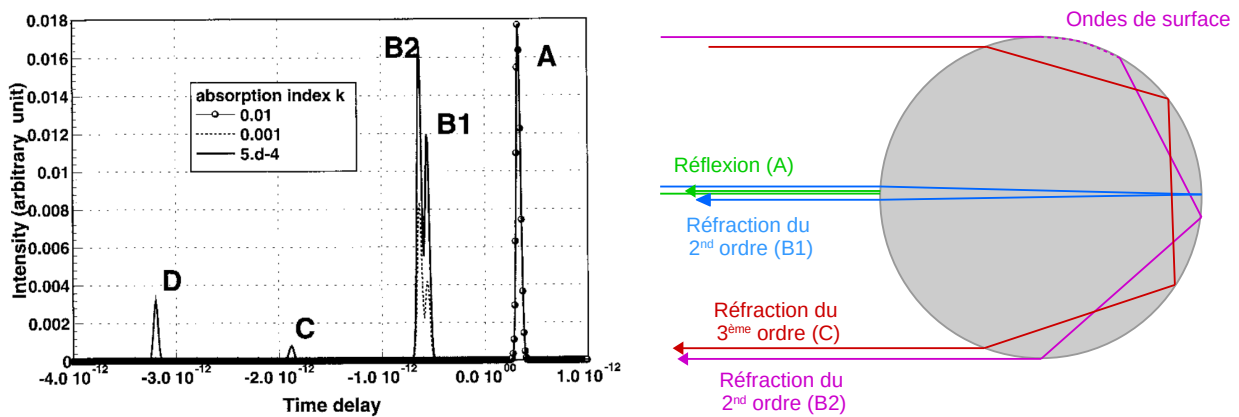 Intensity (arbitrary unit)
0.018
0.016
0.014
0.012
0.010
0.008
0.006
0.004
0.002
0
absorption index k
0.01
0.001
5.d-4
B2
A
B1
D
C
-4.0 10⁻¹² -3.0 10⁻¹² -2.0 10⁻¹² -1.0 10⁻¹² 0.0 10⁰⁰ 1.0 10⁻¹²
Time delay
Ondes de surface
Réflexion (A)
Réfraction du
2ⁿᵈ ordre (B1)
Réfraction du
3ᵉᵐᵉ ordre (C)
Réfraction du
2ⁿᵈ ordre (B2)